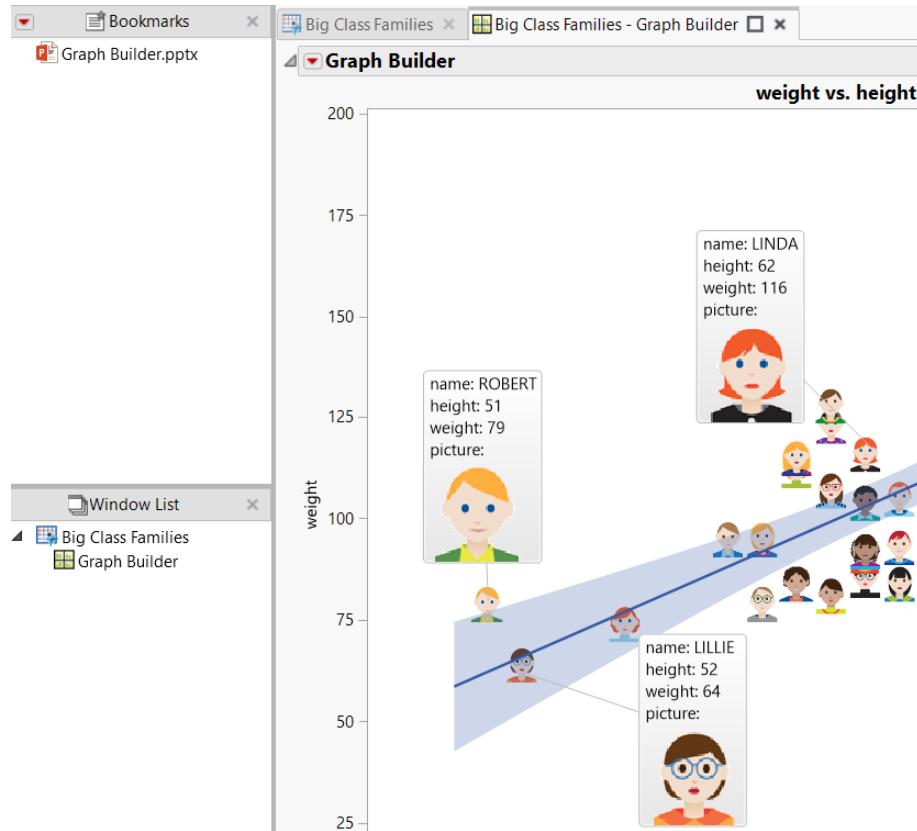 Bookmarks
Graph Builder.pptx
Window List
Big Class Families
Graph Builder
Big Class Families
Big Class Families - Graph Builder
Graph Builder
weight vs. height
200
175
150
125
100
75
50
25
weight
name: LINDA
height: 62
weight: 116
picture:
name: ROBERT
height: 51
weight: 79
picture:
name: LILLIE
height: 52
weight: 64
picture: